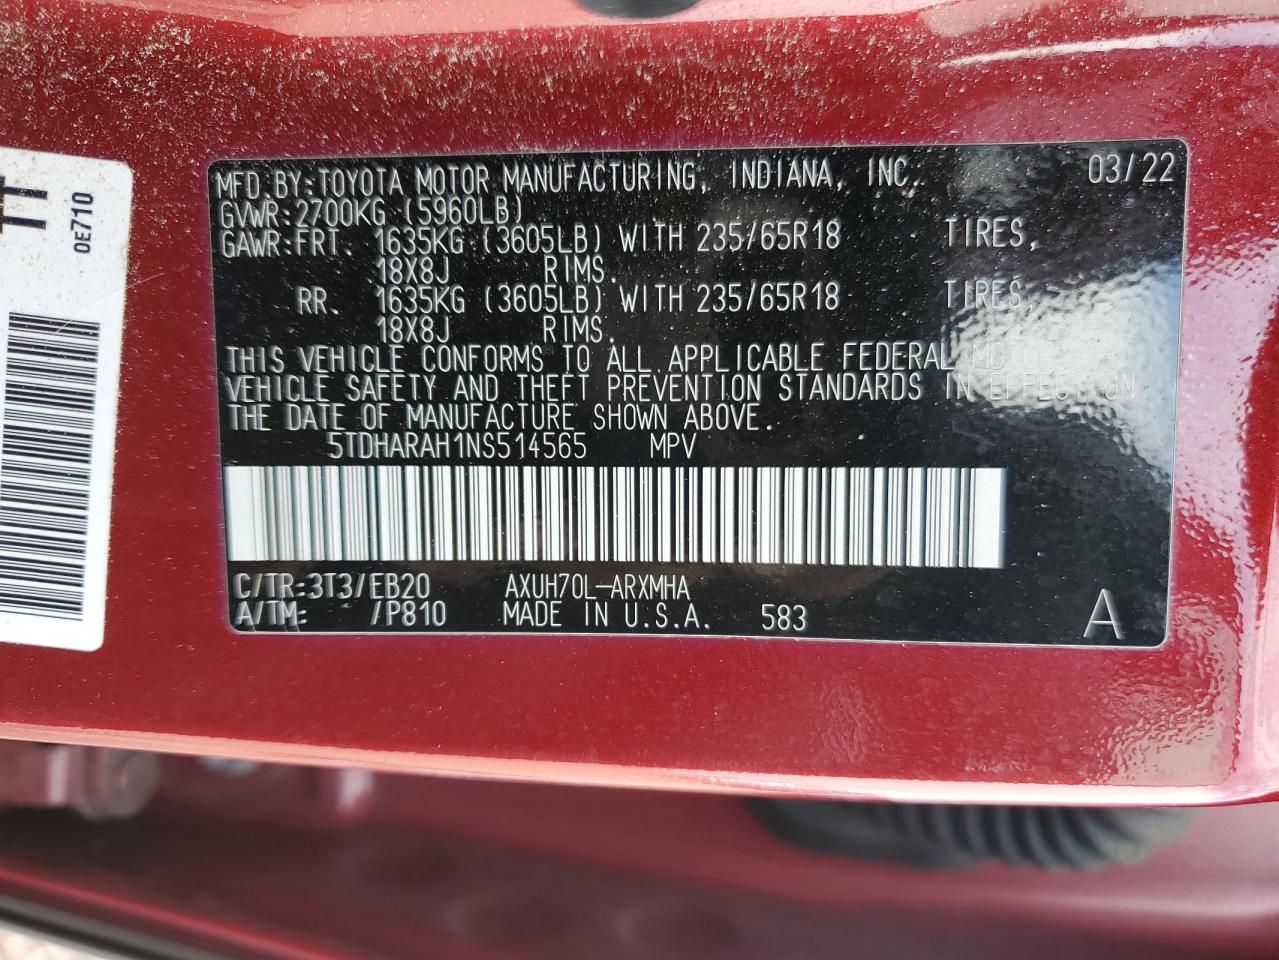 MFD.BY:TOYOTA MOTOR MANUFACTURING, INDIANA, INC. 03/22
GVWR:2700KG (5960LB)
GAWR:FRT. 1635KG (3605LB) WITH 235/65R18 TIRES,
18X8J RIMS.
RR. 1635KG (3605LB) WITH 235/65R18 TIRES,
18X8J RIMS.
THIS VEHICLE CONFORMS TO ALL APPLICABLE FEDERAL MOTOR
VEHICLE SAFETY AND THEFT PREVENTION STANDARDS IN EFFECT ON
THE DATE OF MANUFACTURE SHOWN ABOVE.
5TDHARAH1NS514565 MPV
C/TR:3T3/EB20 AXUH70L-ARXMHA
A/TM: /P810 MADE IN U.S.A. 583 A
0E710